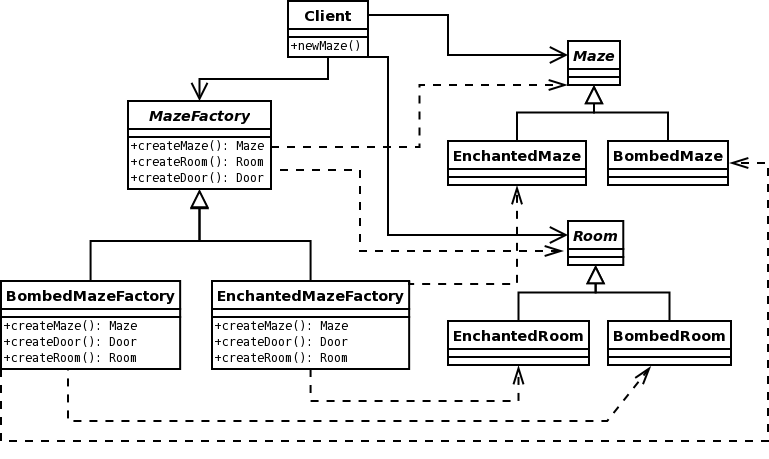 Client
+newMaze()
Maze
MazeFactory
+createMaze(): Maze
+createRoom(): Room
+createDoor(): Door
EnchantedMaze
BombedMaze
Room
BombedMazeFactory
+createMaze(): Maze
+createDoor(): Door
+createRoom(): Room
EnchantedMazeFactory
+createMaze(): Maze
+createDoor(): Door
+createRoom(): Room
EnchantedRoom
BombedRoom